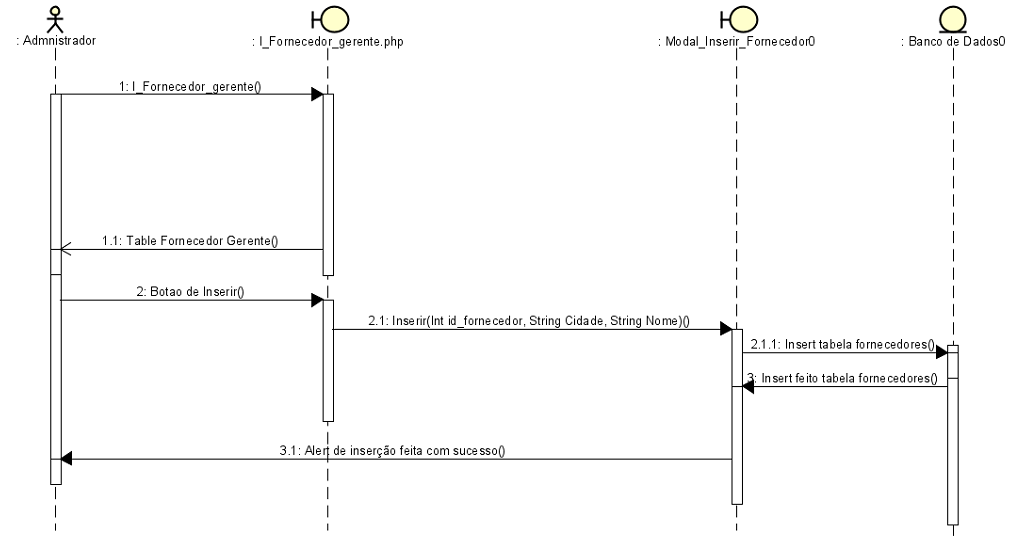 : Admnistrador
: I_Fornecedor_gerente.php
: Modal_Inserir_Fornecedor0
: Banco de Dados0
1: I_Fornecedor_gerente()
1.1: Table Fornecedor Gerente()
2: Botao de Inserir()
2.1: Inserir(Int id_fornecedor, String Cidade, String Nome)()
2.1.1: Insert tabela fornecedores()
3: Insert feito tabela fornecedores()
3.1: Alert de inserção feita com sucesso()